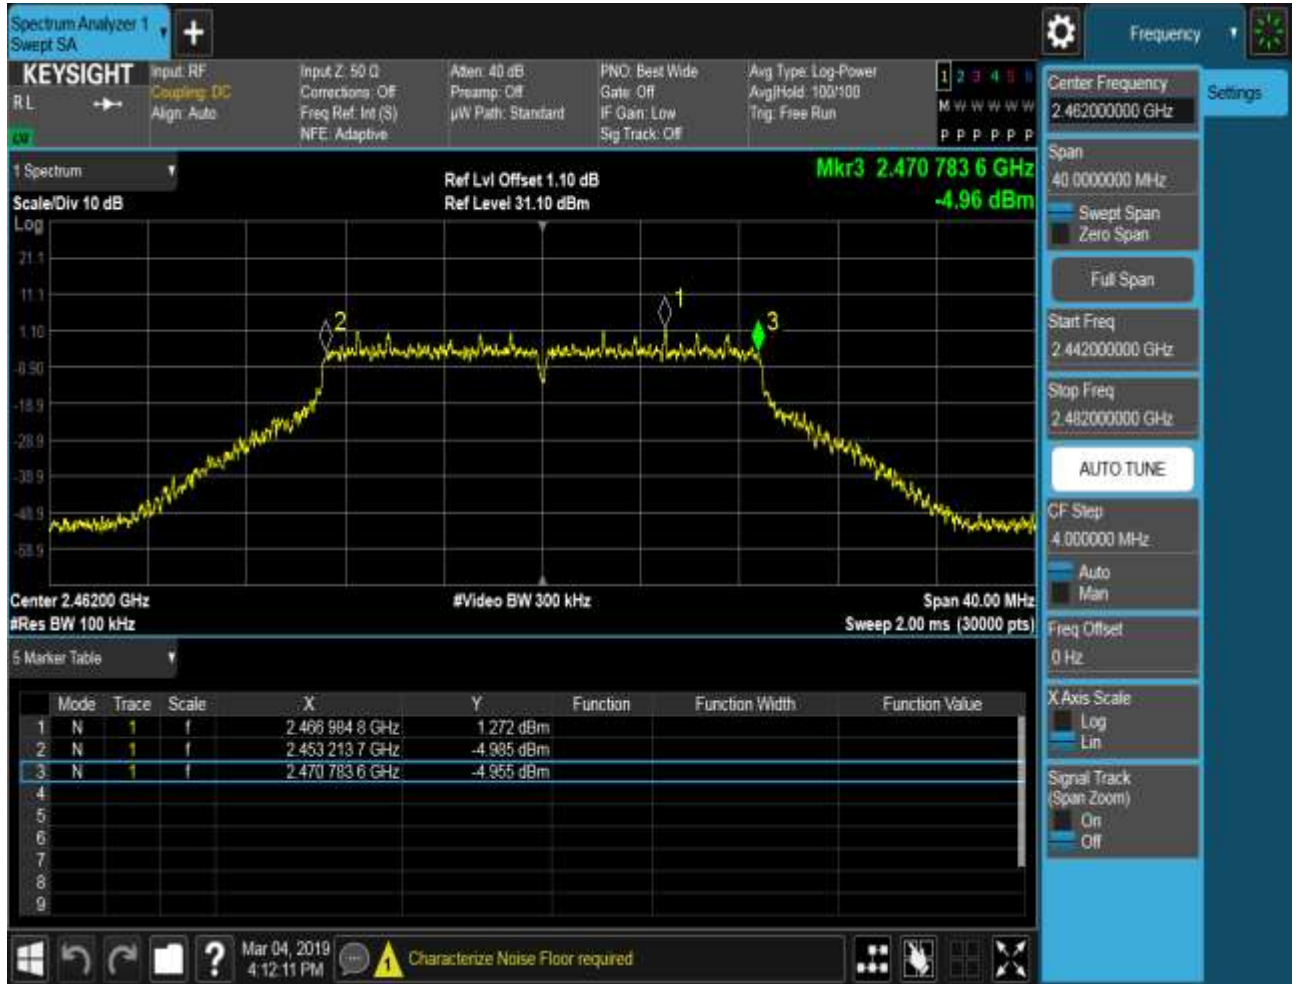 Spectrum Analyzer 1
Swept SA
+
Frequency
KEYSIGHT
RL
Input: RF
Coupling: DC
Align: Auto
Input Z: 50 Ω
Corrections: Off
Freq Ref: Int (S)
NFE: Adaptive
Atten: 40 dB
Preamp: Off
µW Path: Standard
PNO: Best Wide
Gate: Off
IF Gain: Low
Sig Track: Off
Avg Type: Log-Power
Avg|Hold: 100/100
Trig: Free Run
1 2 3 4 5 6
M W W W W W
P P P P P P
1 Spectrum
Scale/Div 10 dB
Ref Lvl Offset 1.10 dB
Ref Level 31.10 dBm
Mkr3 2.470 783 6 GHz
-4.96 dBm
Log
21.1
11.1
1.10
-8.90
-18.9
-28.9
-38.9
-48.9
-58.9
2
1
3
Center 2.46200 GHz
#Res BW 100 kHz
#Video BW 300 kHz
Span 40.00 MHz
Sweep 2.00 ms (30000 pts)
5 Marker Table
Mode Trace Scale X Y Function Function Width Function Value
1 N 1 f 2.466 984 8 GHz 1.272 dBm
2 N 1 f 2.453 213 7 GHz -4.985 dBm
3 N 1 f 2.470 783 6 GHz -4.955 dBm
4
5
6
7
8
9
Center Frequency
2.462000000 GHz
Settings
Span
40.0000000 MHz
Swept Span
Zero Span
Full Span
Start Freq
2.442000000 GHz
Stop Freq
2.482000000 GHz
AUTO TUNE
CF Step
4.000000 MHz
Auto
Man
Freq Offset
0 Hz
X Axis Scale
Log
Lin
Signal Track
(Span Zoom)
On
Off
?
Mar 04, 2019
4:12:11 PM
1
Characterize Noise Floor required